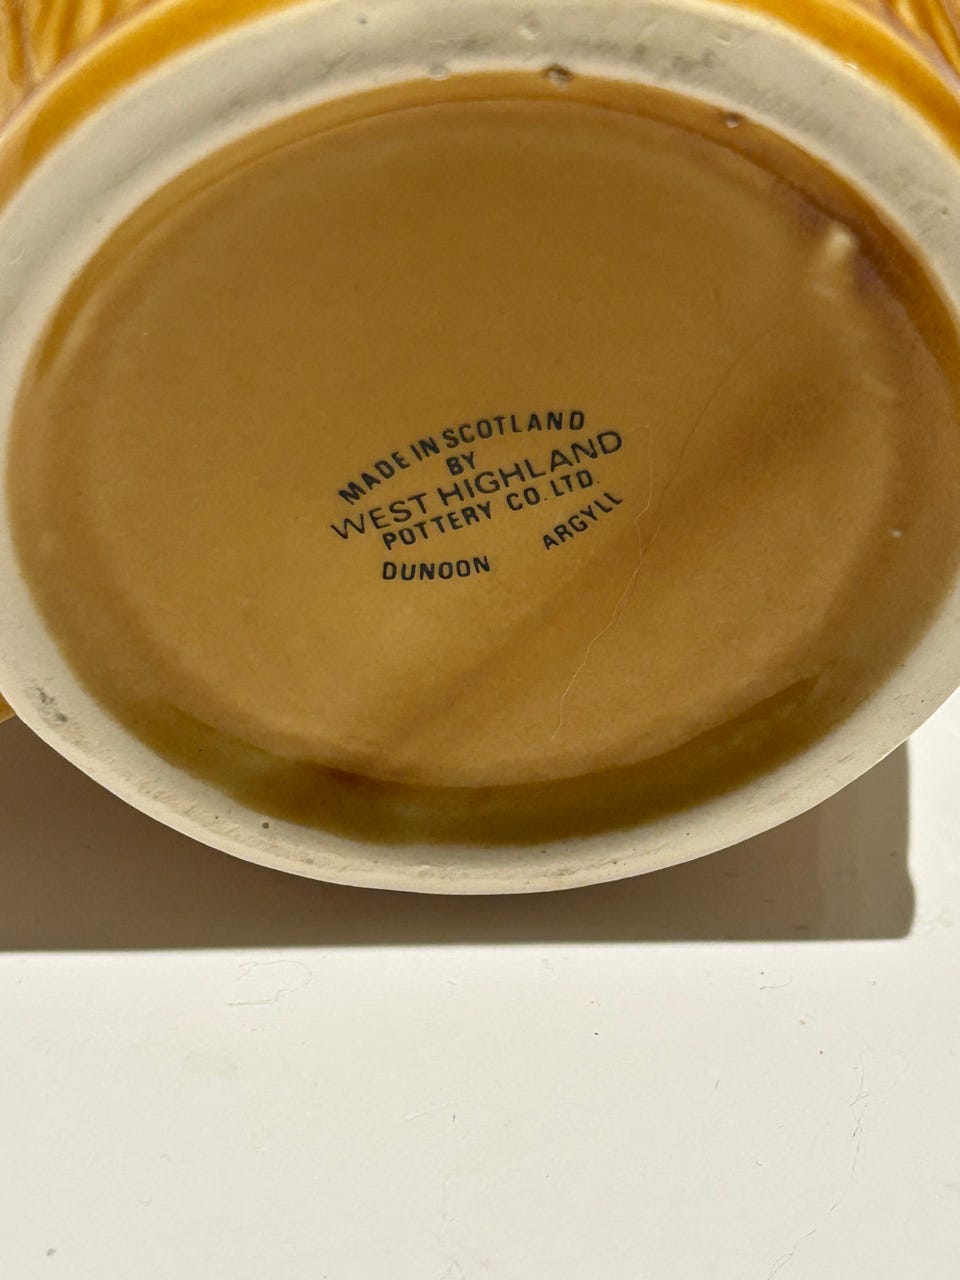 MADE IN SCOTLAND
BY
WEST HIGHLAND
POTTERY CO. LTD.
DUNOON ARGYLL